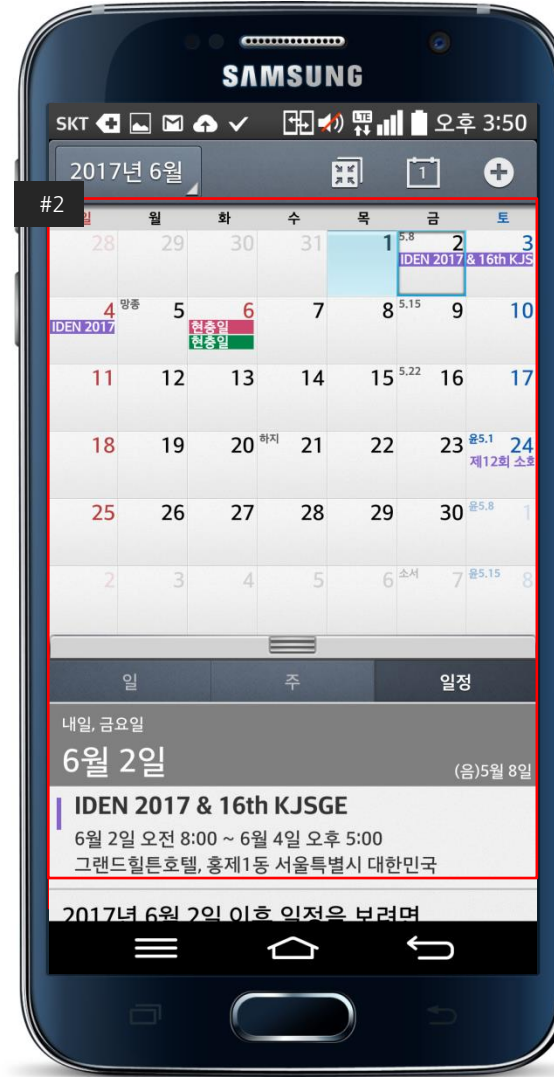 SAMSUNG
SKT 오후 3:50
2017년 6월 1
#2
일 월 화 수 목 금 토
28 29 30 31 1 5.8 2 3
IDEN 2017 & 16th KJS
4 망종 5 6 7 8 5.15 9 10
IDEN 2017 현충일
현충일
11 12 13 14 15 5.22 16 17
18 19 20 하지 21 22 23 윤5.1 24
제12회 소화
25 26 27 28 29 30 윤5.8 1
2 3 4 5 6 소서 7 윤5.15 8
일 주 일정
내일, 금요일
6월 2일 (음)5월 8일
IDEN 2017 & 16th KJSGE
6월 2일 오전 8:00 ~ 6월 4일 오후 5:00
그랜드힐튼호텔, 홍제1동 서울특별시 대한민국
2017년 6월 2일 이후 일정을 보려면